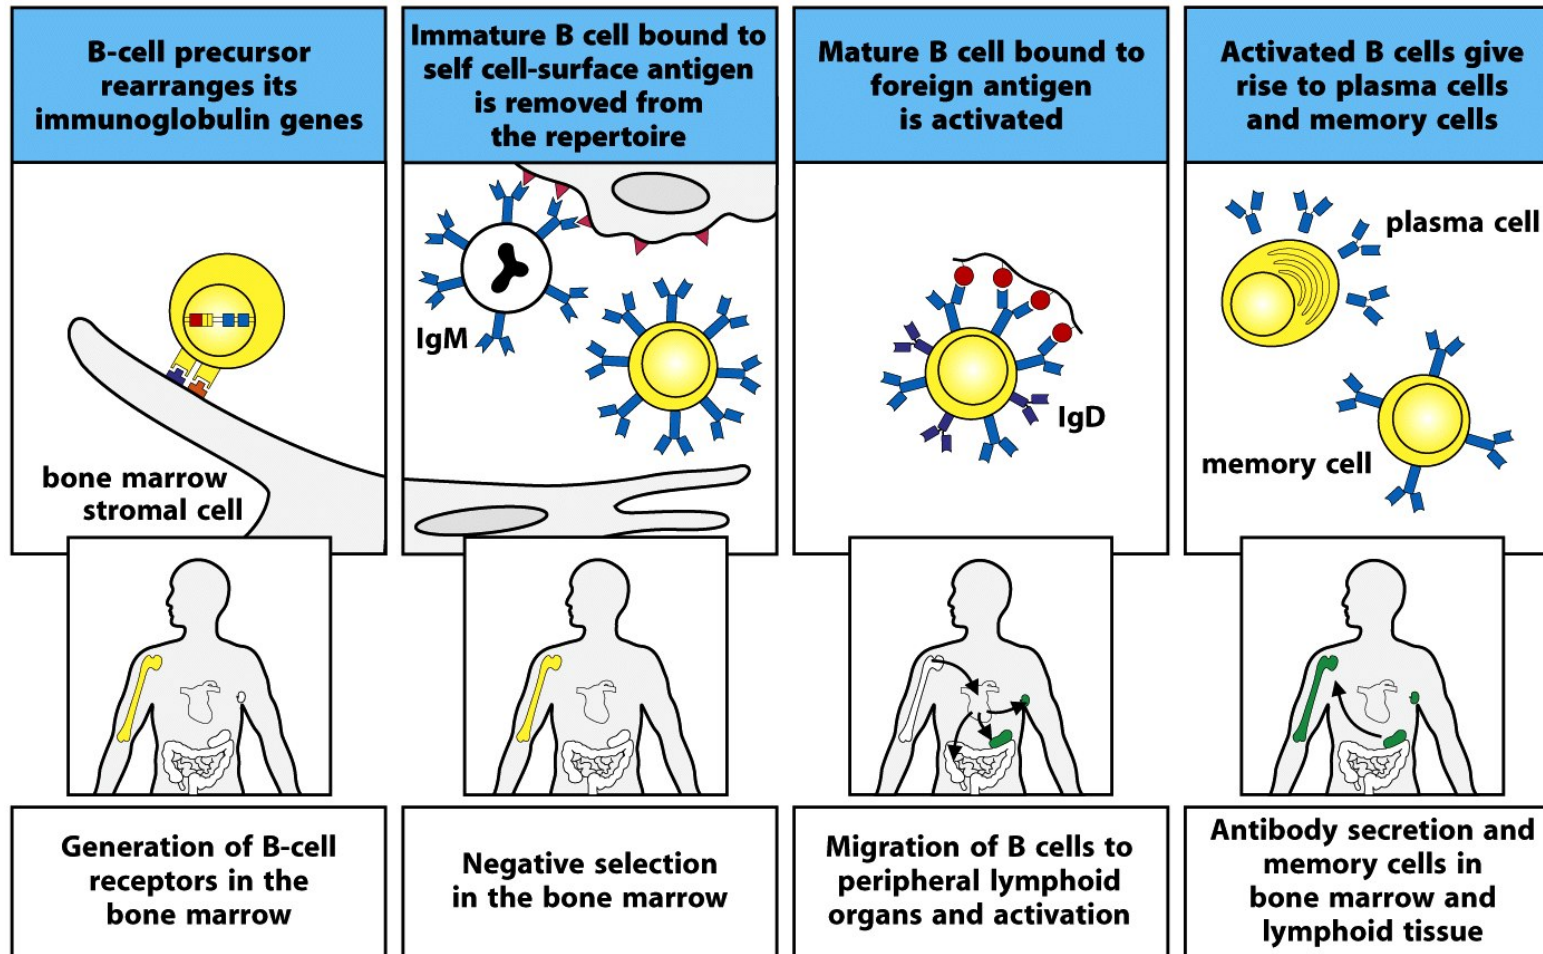 B-cell precursor
rearranges its
immunoglobulin genes
Immature B cell bound to
self cell-surface antigen
is removed from
the repertoire
Mature B cell bound to
foreign antigen
is activated
Activated B cells give
rise to plasma cells
and memory cells
bone marrow
stromal cell
IgM
IgD
plasma cell
memory cell
Generation of B-cell
receptors in the
bone marrow
Negative selection
in the bone marrow
Migration of B cells to
peripheral lymphoid
organs and activation
Antibody secretion and
memory cells in
bone marrow and
lymphoid tissue